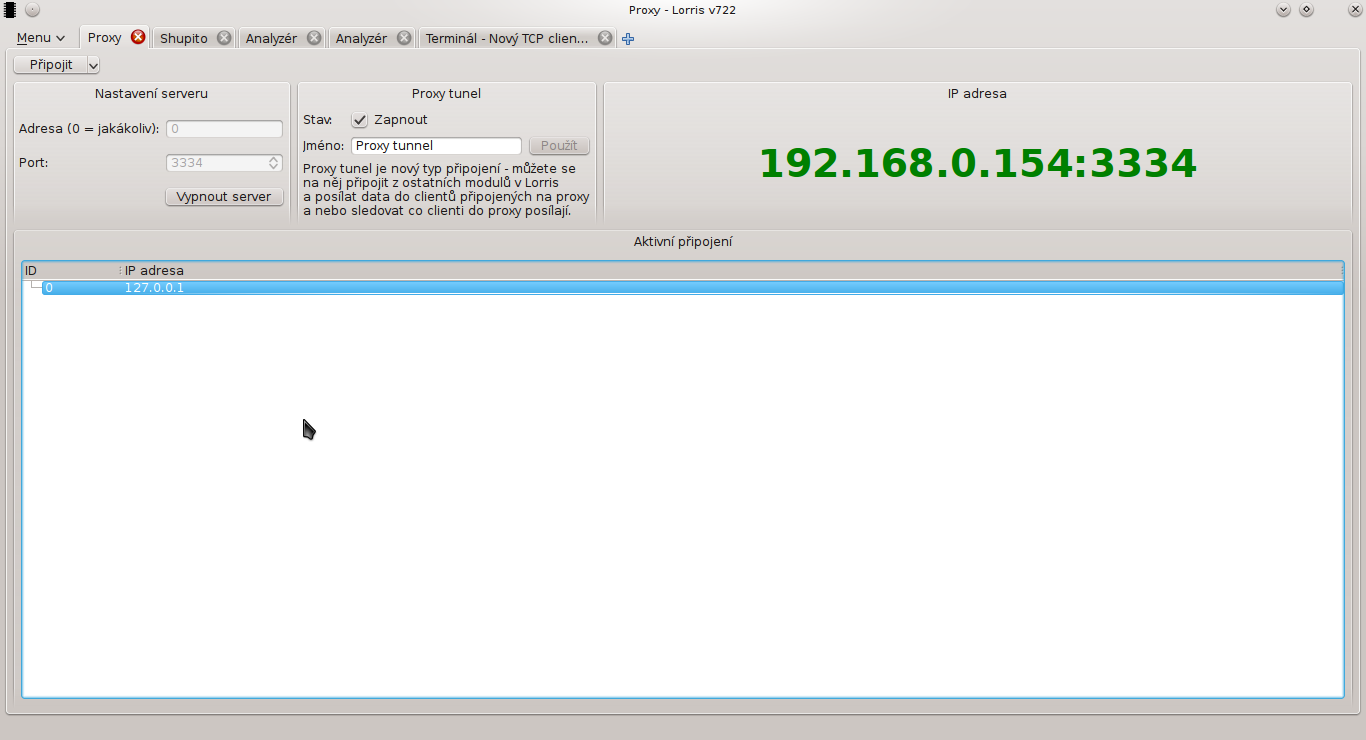 Proxy - Lorris v722
Menu Proxy Shupito Analyzér Analyzér Terminál - Nový TCP clien...
Připojit
Nastavení serveru
Adresa (0 = jakákoliv): 0
Port: 3334
Vypnout server
Proxy tunel
Stav: Zapnout
Jméno: Proxy tunnel Použít
Proxy tunel je nový typ připojení - můžete se
na něj připojit z ostatních modulů v Lorris
a posílat data do clientů připojených na proxy
a nebo sledovat co clienti do proxy posílají.
IP adresa
192.168.0.154:3334
Aktivní připojení
ID IP adresa
0 127.0.0.1